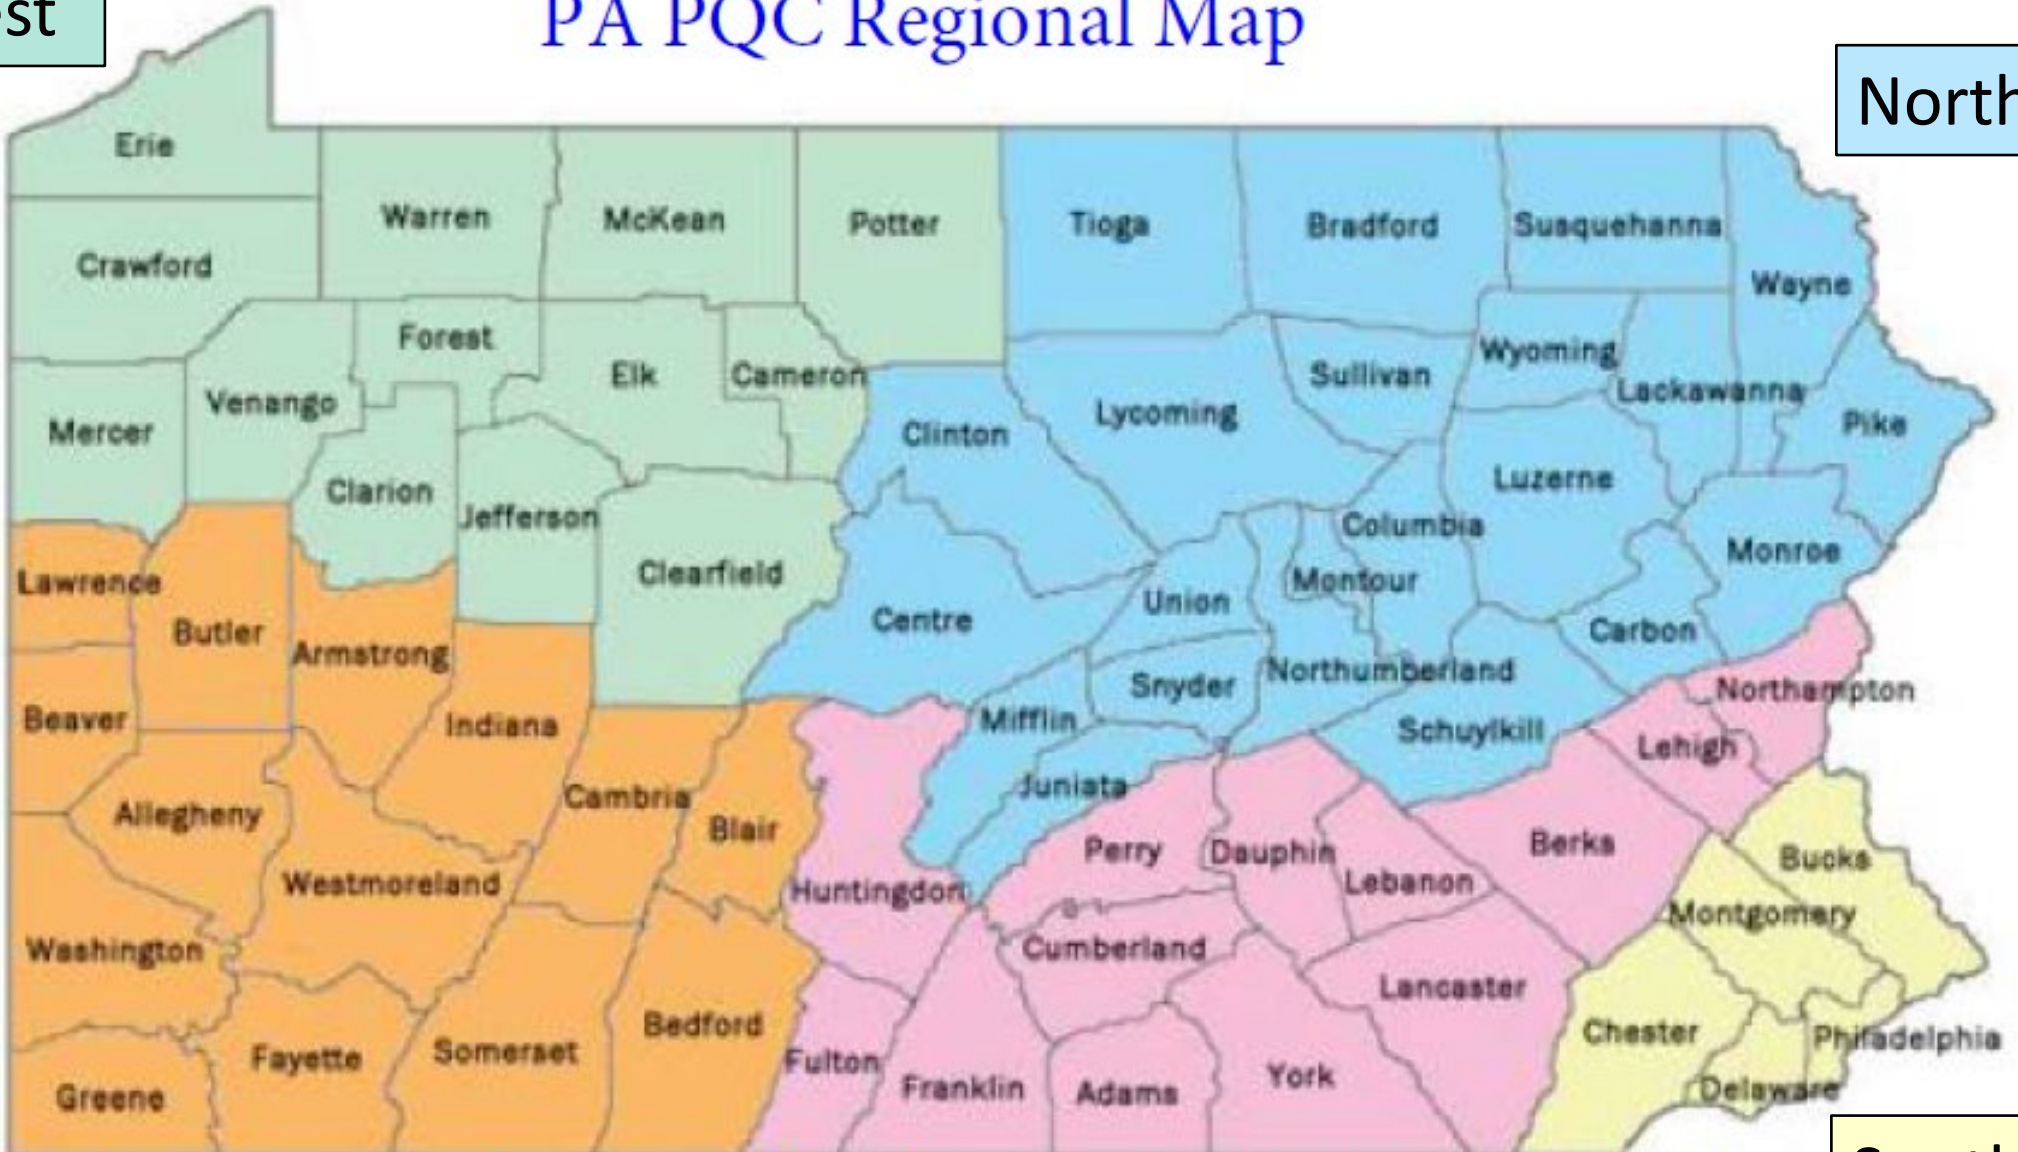 est
PA PQC Regional Map
North
Erie
Warren
McKean
Potter
Tioga
Bradford
Susquehanna
Crawford
Wayne
Forest
Elk
Cameron
Wyoming
Sullivan
Lackawanna
Venango
Mercer
Clinton
Lycoming
Pike
Clarion
Jefferson
Luzerne
Columbia
Monroe
Lawrence
Clearfield
Montour
Union
Centre
Butler
Armstrong
Carbon
Northumberland
Snyder
Northampton
Beaver
Indiana
Mifflin
Schuylkill
Lehigh
Juniata
Cambria
Allegheny
Blair
Perry
Dauphin
Berks
Bucks
Westmoreland
Huntingdon
Lebanon
Montgomery
Washington
Cumberland
Lancaster
Bedford
Chester
Philadelphia
Fayette
Somerset
Fulton
Franklin
Adams
York
Delaware
Greene